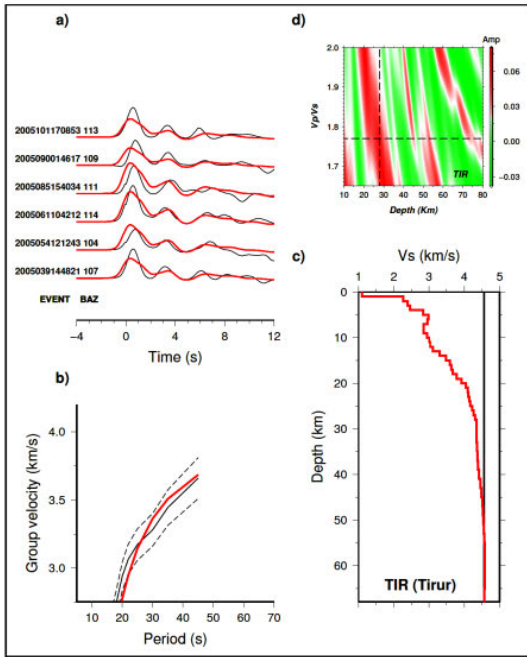 a)
2005101170853 113
2005090014617 109
2005085154034 111
2005061104212 114
2005054121243 104
2005039144821 107
EVENT BAZ
−4 0 4 8 12
Time (s)
b)
4.0
3.5
3.0
Group velocity (km/s)
5 10 20 30 40 50 60 70
Period (s)
d)
Amp
2.0
1.9
1.8
1.7
VpVs
10 20 30 40 50 60 70 80
Depth (Km)
TIR
0.06
0.03
0.00
−0.03
c)
Vs (km/s)
1 2 3 4 5
0
10
20
30
40
50
60
Depth (km)
TIR (Tirur)